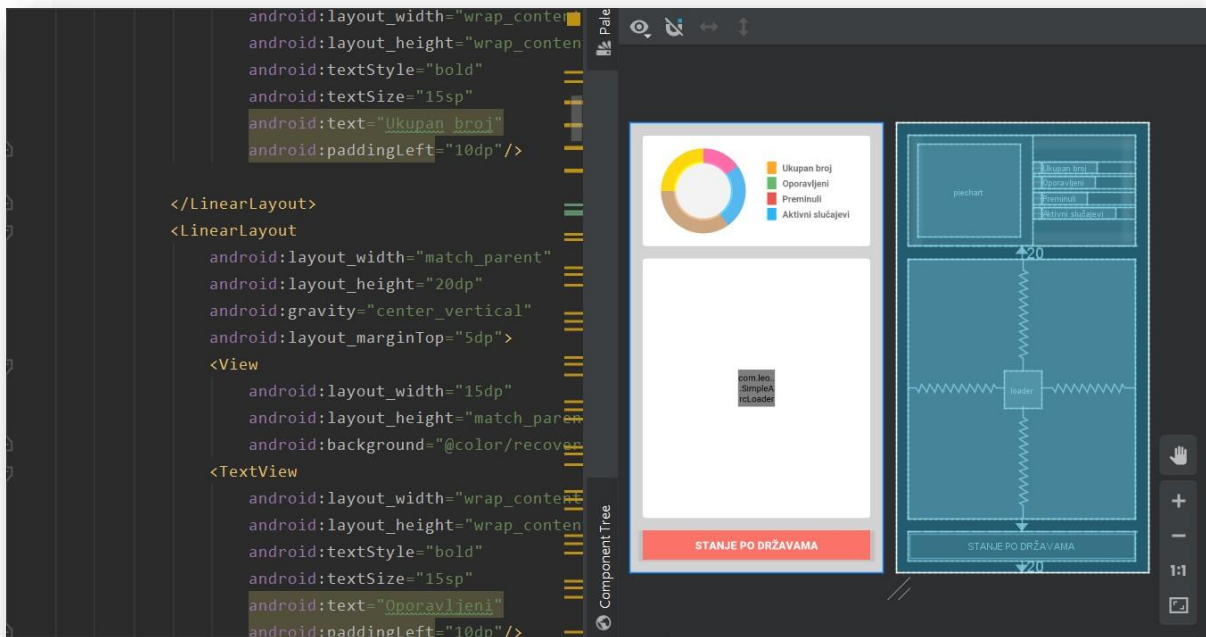 android:layout_width="wrap_conten
android:layout_height="wrap_conten
android:textStyle="bold"
android:textSize="15sp"
android:text="Ukupan broj"
android:paddingLeft="10dp"/>
</LinearLayout>
<LinearLayout
android:layout_width="match_parent"
android:layout_height="20dp"
android:gravity="center_vertical"
android:layout_marginTop="5dp">
<View
android:layout_width="15dp"
android:layout_height="match_paren
android:background="@color/recover
<TextView
android:layout_width="wrap_content
android:layout_height="wrap_conten
android:textStyle="bold"
android:textSize="15sp"
android:text="Oporavljeni"
android:paddingLeft="10dp"/>
Pale
Component Tree
Ukupan broj
Oporavljeni
Preminuli
Aktivni slučajevi
com.leo..
.SimpleA
rcLoader
STANJE PO DRŽAVAMA
piechart
Ukupan broj
Oporavljeni
Preminuli
Aktivni slučajevi
20
loader
STANJE PO DRŽAVAMA
20
1:1